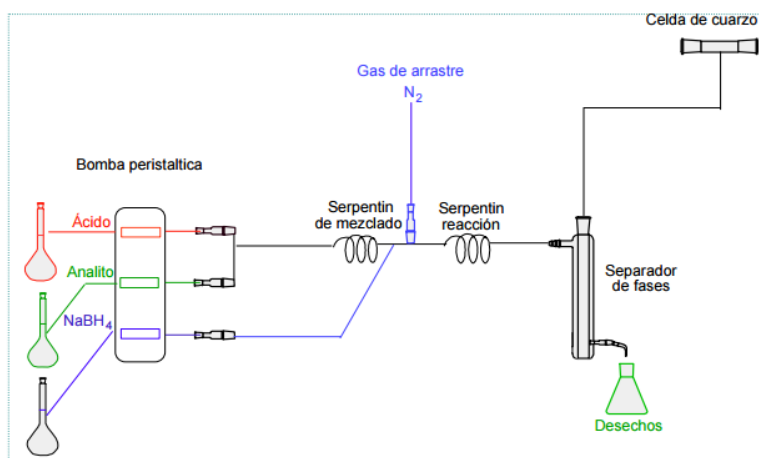 Celda de cuarzo
Gas de arrastre
N2
Bomba peristaltica
Serpentin
de mezclado
Serpentin
reacción
Ácido
Analito
NaBH4
Separador
de fases
Desechos